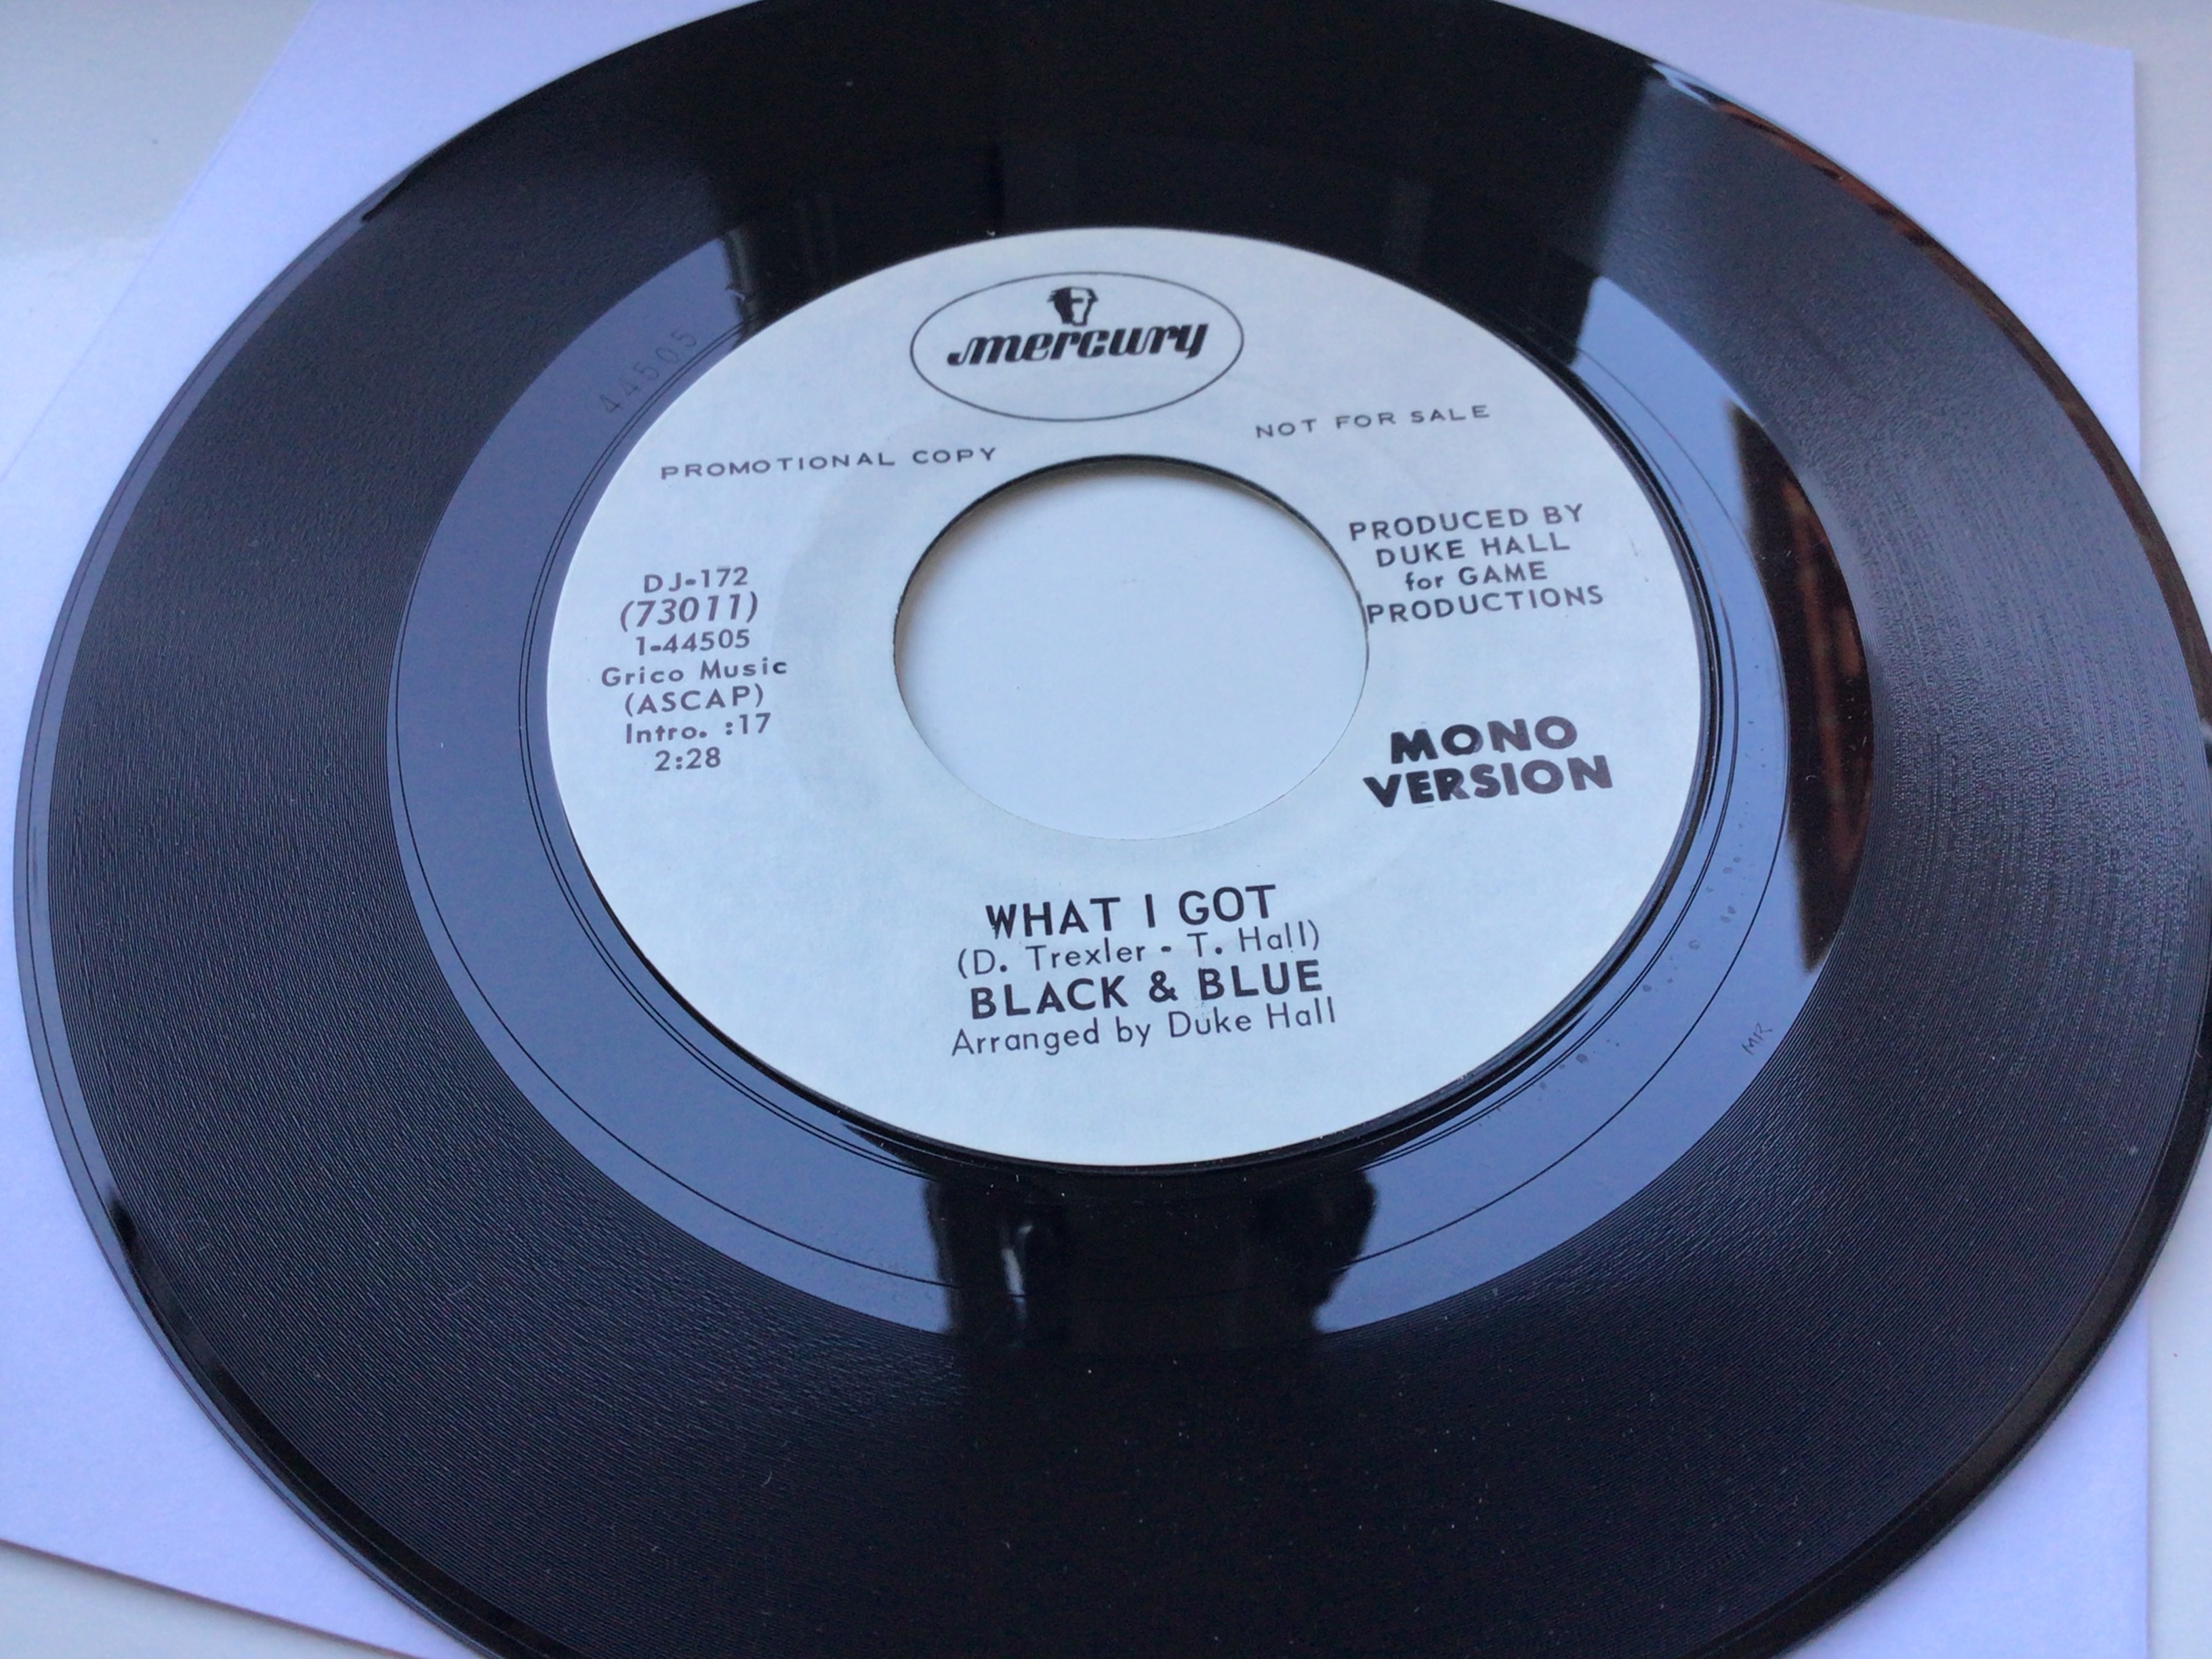 mercury
PROMOTIONAL COPY
NOT FOR SALE
44505
DJ-172
(73011)
1-44505
Grico Music
(ASCAP)
Intro. :17
2:28
PRODUCED BY
DUKE HALL
for GAME
PRODUCTIONS
MONO
VERSION
WHAT I GOT
(D. Trexler - T. Hall)
BLACK & BLUE
Arranged by Duke Hall
MR